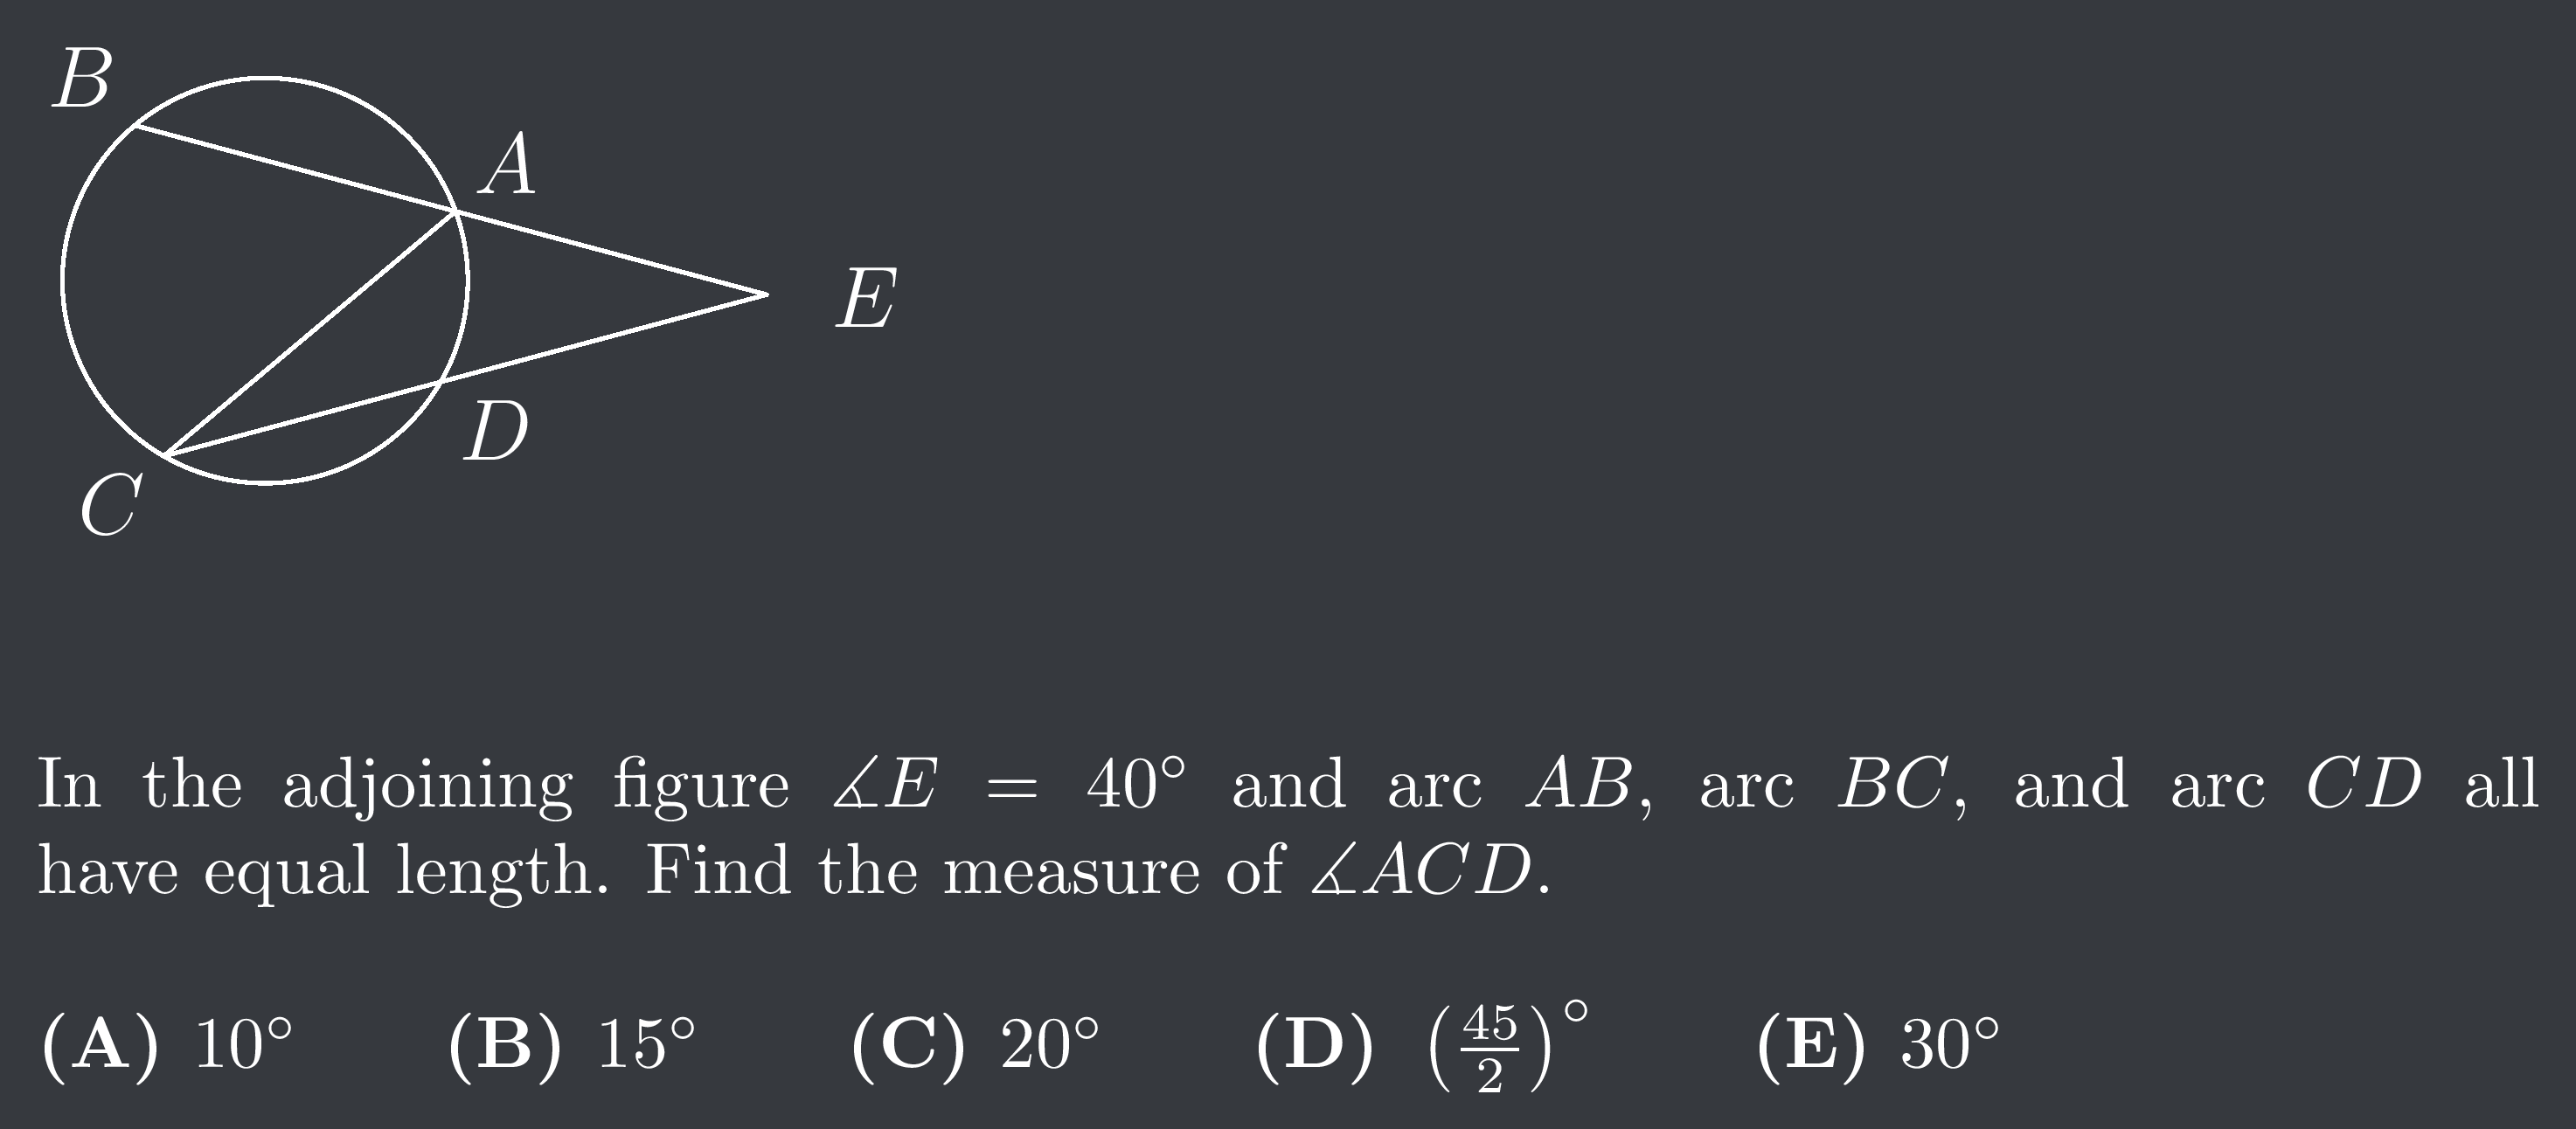 B
A
E
D
C
In the adjoining figure ∡E = 40° and arc AB, arc BC, and arc CD all
have equal length. Find the measure of ∡ACD.
(A) 10° (B) 15° (C) 20° (D) (45/2)° (E) 30°